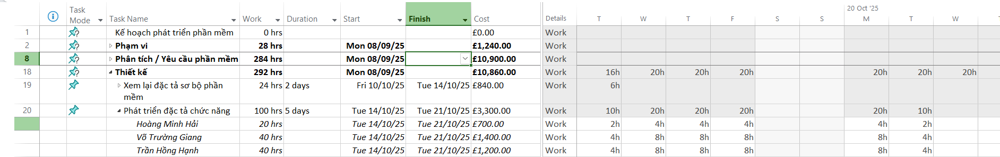 20 Oct '25
Task Mode Task Name Work Duration Start Finish Cost Details T W T F S S M T W
1 Kế hoạch phát triển phần mềm 0 hrs £0.00 Work
2 Phạm vi 28 hrs Mon 08/09/25 £1,240.00 Work
8 Phân tích / Yêu cầu phần mềm 284 hrs Mon 08/09/25 £10,900.00 Work
18 Thiết kế 292 hrs Mon 08/09/25 £10,860.00 Work 16h 20h 20h 20h 20h 20h 20h
19 Xem lại đặc tả sơ bộ phần mềm 24 hrs 2 days Fri 10/10/25 Tue 14/10/25 £840.00 Work 6h
20 Phát triển đặc tả chức năng 100 hrs 5 days Tue 14/10/25 Tue 21/10/25 £3,300.00 Work 10h 20h 20h 20h 20h 10h
Hoàng Minh Hải 20 hrs Tue 14/10/25 Tue 21/10/25 £700.00 Work 2h 4h 4h 4h 4h 2h
Võ Trường Giang 40 hrs Tue 14/10/25 Tue 21/10/25 £1,400.00 Work 4h 8h 8h 8h 8h 4h
Trần Hồng Hạnh 40 hrs Tue 14/10/25 Tue 21/10/25 £1,200.00 Work 4h 8h 8h 8h 8h 4h